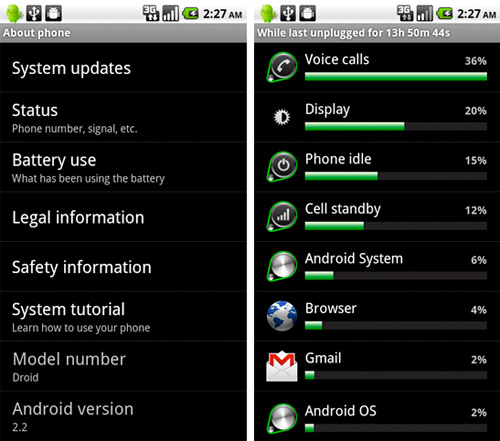 3G 2:27 AM
About phone
System updates
Status
Phone number, signal, etc.
Battery use
What has been using the battery
Legal information
Safety information
System tutorial
Learn how to use your phone
Model number
Droid
Android version
2.2
3G 2:27 AM
While last unplugged for 13h 50m 44s
Voice calls 36%
Display 20%
Phone idle 15%
Cell standby 12%
Android System 6%
Browser 4%
Gmail 2%
Android OS 2%